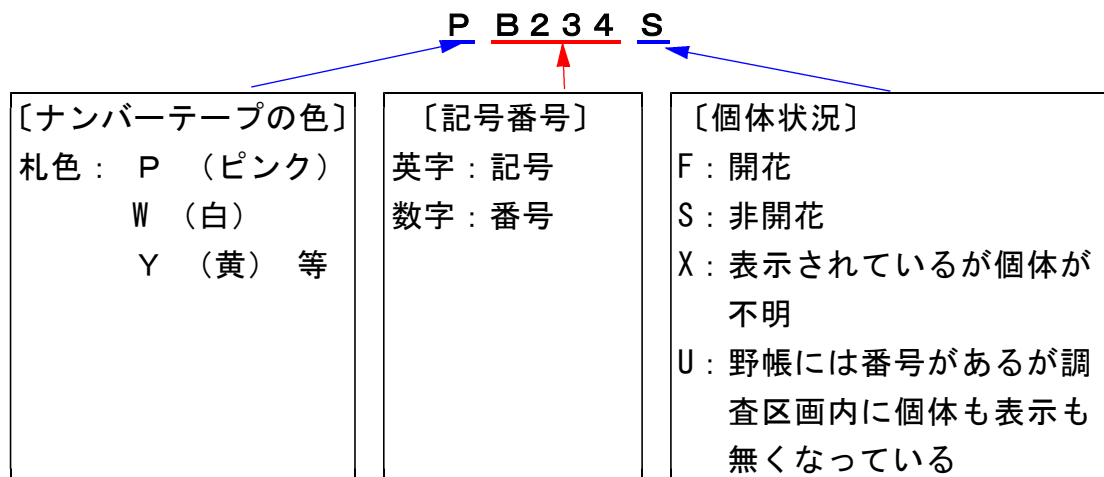 Ｐ Ｂ２３４ Ｓ
〔ナンバーテープの色〕
札色： Ｐ （ピンク）
Ｗ （白）
Ｙ （黄） 等
〔記号番号〕
英字：記号
数字：番号
〔個体状況〕
F：開花
S：非開花
X：表示されているが個体が
不明
U：野帳には番号があるが調
査区画内に個体も表示も
無くなっている